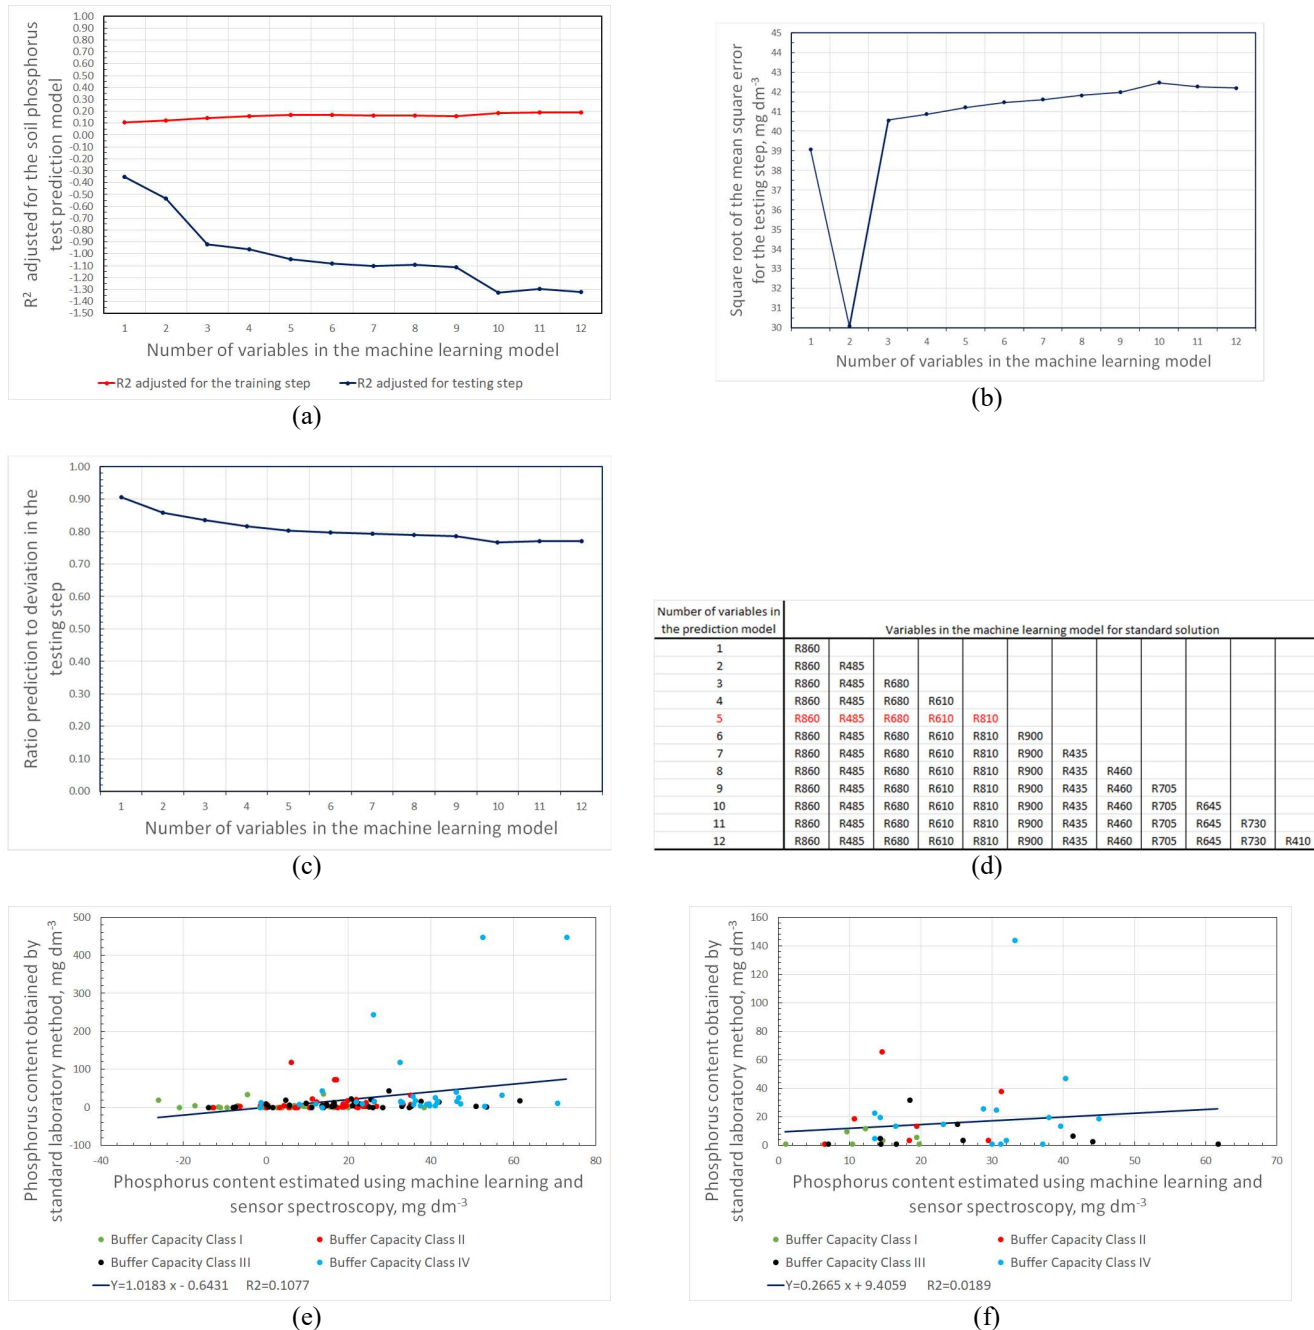 R² adjusted for the soil phosphorus
test prediction model
1.00
0.90
0.80
0.70
0.60
0.50
0.40
0.30
0.20
0.10
0.00
-0.10
-0.20
-0.30
-0.40
-0.50
-0.60
-0.70
-0.80
-0.90
-1.00
-1.10
-1.20
-1.30
-1.40
-1.50
1 2 3 4 5 6 7 8 9 10 11 12
Number of variables in the machine learning model
R2 adjusted for the training step R2 adjusted for testing step
(a)
Square root of the mean square error
for the testing step, mg dm⁻³
45
43
42
41
40
39
38
37
36
35
34
33
32
31
30
1 2 3 4 5 6 7 8 9 10 11 12
Number of variables in the machine learning model
(b)
Ratio prediction to deviation in the
testing step
1.00
0.90
0.80
0.70
0.60
0.50
0.40
0.30
0.20
0.10
0.00
1 2 3 4 5 6 7 8 9 10 11 12
Number of variables in the machine learning model
(c)
Number of variables in
the prediction model Variables in the machine learning model for standard solution
1 R860
2 R860 R485
3 R860 R485 R680
4 R860 R485 R680 R610
5 R860 R485 R680 R610 R810
6 R860 R485 R680 R610 R810 R900
7 R860 R485 R680 R610 R810 R900 R435
8 R860 R485 R680 R610 R810 R900 R435 R460
9 R860 R485 R680 R610 R810 R900 R435 R460 R705
10 R860 R485 R680 R610 R810 R900 R435 R460 R705 R645
11 R860 R485 R680 R610 R810 R900 R435 R460 R705 R645 R730
12 R860 R485 R680 R610 R810 R900 R435 R460 R705 R645 R730 R410
(d)
Phosphorus content obtained by
standard laboratory method, mg dm⁻³
500
400
300
200
100
0
-100
-40 -20 0 20 40 60 80
Phosphorus content estimated using machine learning and
sensor spectroscopy, mg dm⁻³
Buffer Capacity Class I Buffer Capacity Class II
Buffer Capacity Class III Buffer Capacity Class IV
Y=1.0183 x - 0.6431 R2=0.1077
(e)
Phosphorus content obtained by
standard laboratory method, mg dm⁻³
160
140
120
100
80
60
40
20
0
0 10 20 30 40 50 60 70
Phosphorus content estimated using machine learning and
sensor spectroscopy, mg dm⁻³
Buffer Capacity Class I Buffer Capacity Class II
Buffer Capacity Class III Buffer Capacity Class IV
Y=0.2665 x + 9.4059 R2=0.0189
(f)